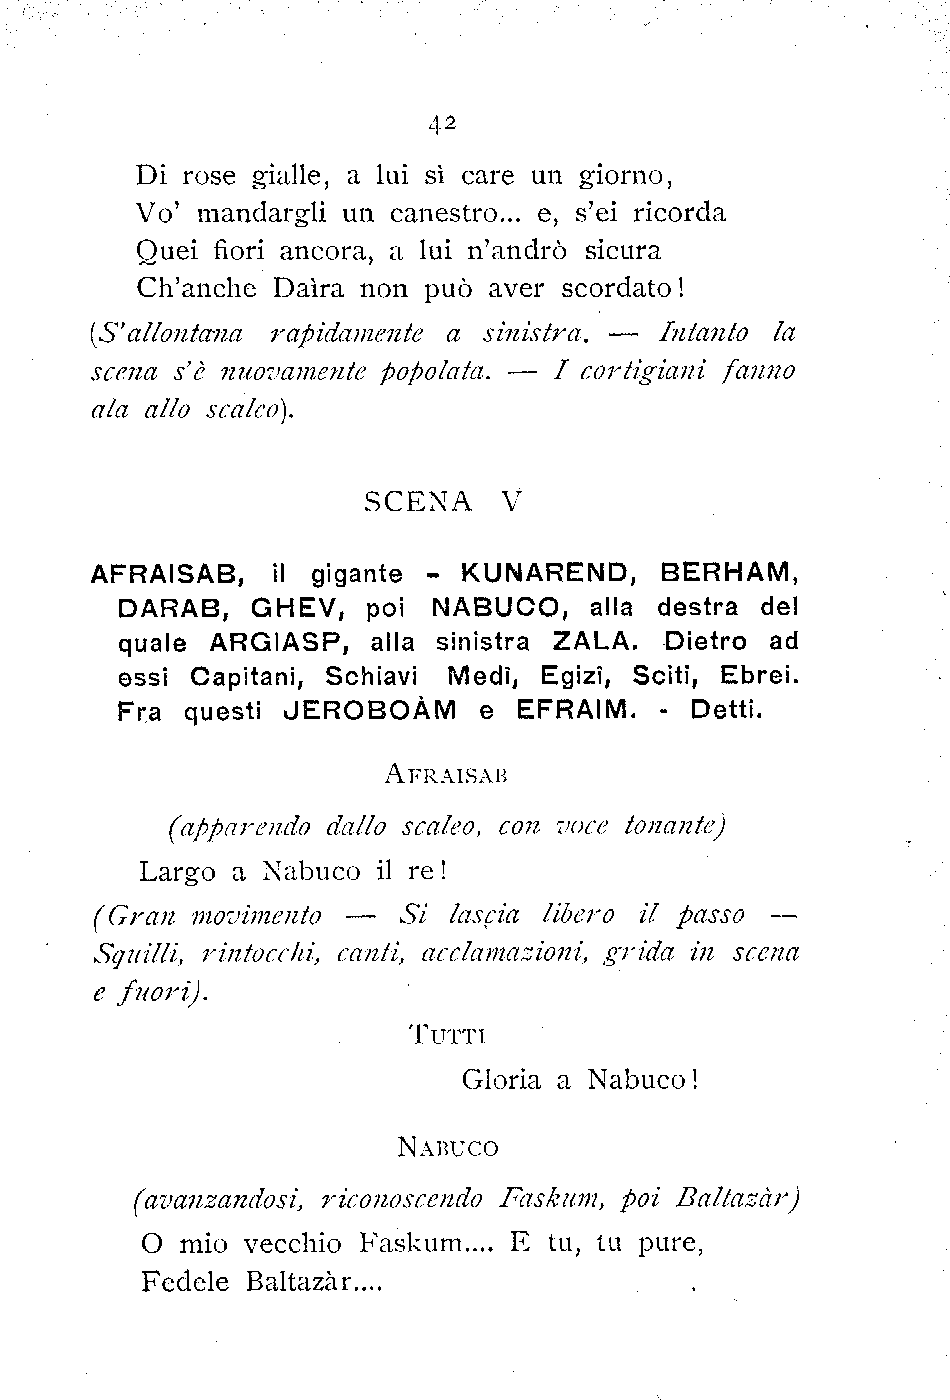 42
Di rose gialle, a lui sì care un giorno,
Vo' mandargli un canestro... e, s'ei ricorda
Quei fiori ancora, a lui n'andrò sicura
Ch'anche Daìra non può aver scordato!
(S'allontana rapidamente a sinistra. — Intanto la
scena s'è nuovamente popolata. — I cortigiani fanno
ala allo scaleo).
SCENA V
AFRAISAB, il gigante - KUNAREND, BERHAM,
DARAB, GHEV, poi NABUCO, alla destra del
quale ARGIASP, alla sinistra ZALA. Dietro ad
essi Capitani, Schiavi Medî, Egizî, Sciti, Ebrei.
Fra questi JEROBOÀM e EFRAIM. - Detti.
AFRAISAB
(apparendo dallo scaleo, con voce tonante)
Largo a Nabuco il re!
(Gran movimento — Si lascia libero il passo —
Squilli, rintocchi, canti, acclamazioni, grida in scena
e fuori).
TUTTI
Gloria a Nabuco!
NABUCO
(avanzandosi, riconoscendo Faskum, poi Baltazàr)
O mio vecchio Faskum.... E tu, tu pure,
Fedele Baltazàr....